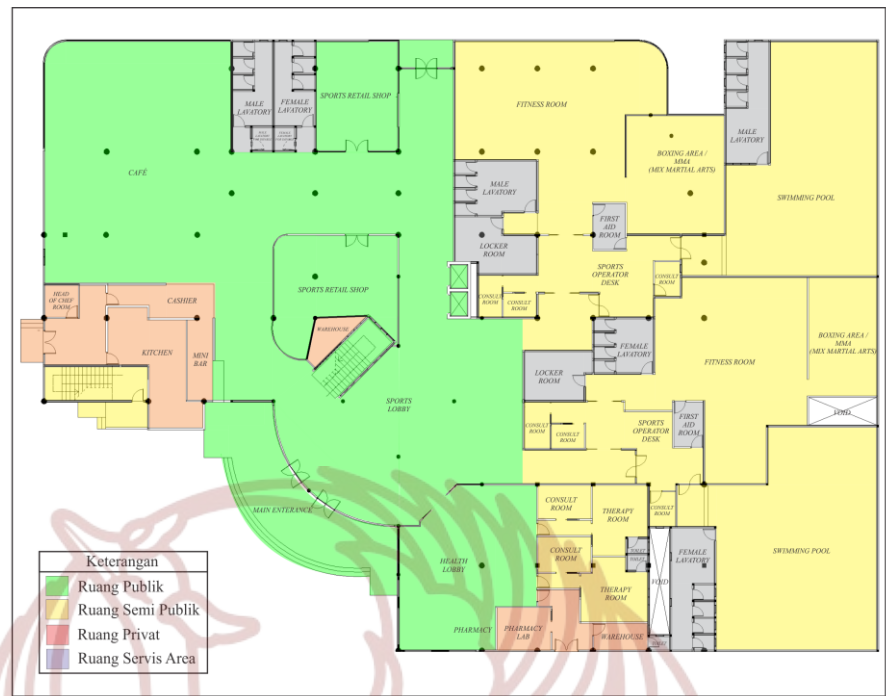 SPORTS RETAIL SHOP
MALE
LAVATORY
FEMALE
LAVATORY
FITNESS ROOM
MALE
LAVATORY
CAFÉ
BOXING AREA /
MMA
(MIX MARTIAL ARTS)
SWIMMING POOL
MALE
LAVATORY
FIRST
AID
ROOM
LOCKER
ROOM
SPORTS
OPERATOR
DESK
CONSULT
ROOM
CONSULT
ROOM
CONSULT
ROOM
SPORTS RETAIL SHOP
HEAD
OF CHEF
ROOM
CASHIER
WAREHOUSE
KITCHEN
MINI
BAR
FEMALE
LAVATORY
FITNESS ROOM
BOXING AREA /
MMA
(MIX MARTIAL ARTS)
LOCKER
ROOM
SPORTS
LOBBY
VOID
FIRST
AID
ROOM
SPORTS
OPERATOR
DESK
CONSULT
ROOM
CONSULT
ROOM
MAIN ENTERANCE
CONSULT
ROOM
THERAPY
ROOM
CONSULT
ROOM
SWIMMING POOL
HEALTH
LOBBY
CONSULT
ROOM
TOILET
TOILET
VOID
FEMALE
LAVATORY
THERAPY
ROOM
PHARMACY
PHARMACY
LAB
WAREHOUSE
Keterangan
Ruang Publik
Ruang Semi Publik
Ruang Privat
Ruang Servis Area